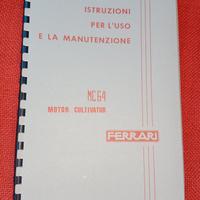 ISTRUZIONI
PER L'USO
E LA MANUTENZIONE
MC64
MOTOR CULTIVATOR
FERRARI